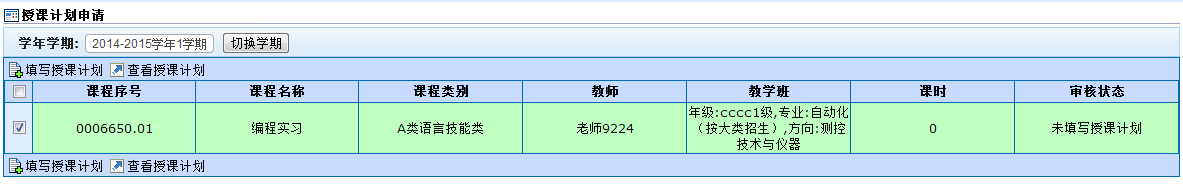 授课计划申请
学年学期: 2014-2015学年1学期 切换学期
填写授课计划 查看授课计划
课程序号 课程名称 课程类别 教师 教学班 课时 审核状态
0006650.01 编程实习 A类语言技能类 老师9224 年级:cccc1级,专业:自动化
（按大类招生）,方向:测控
技术与仪器 0 未填写授课计划
填写授课计划 查看授课计划